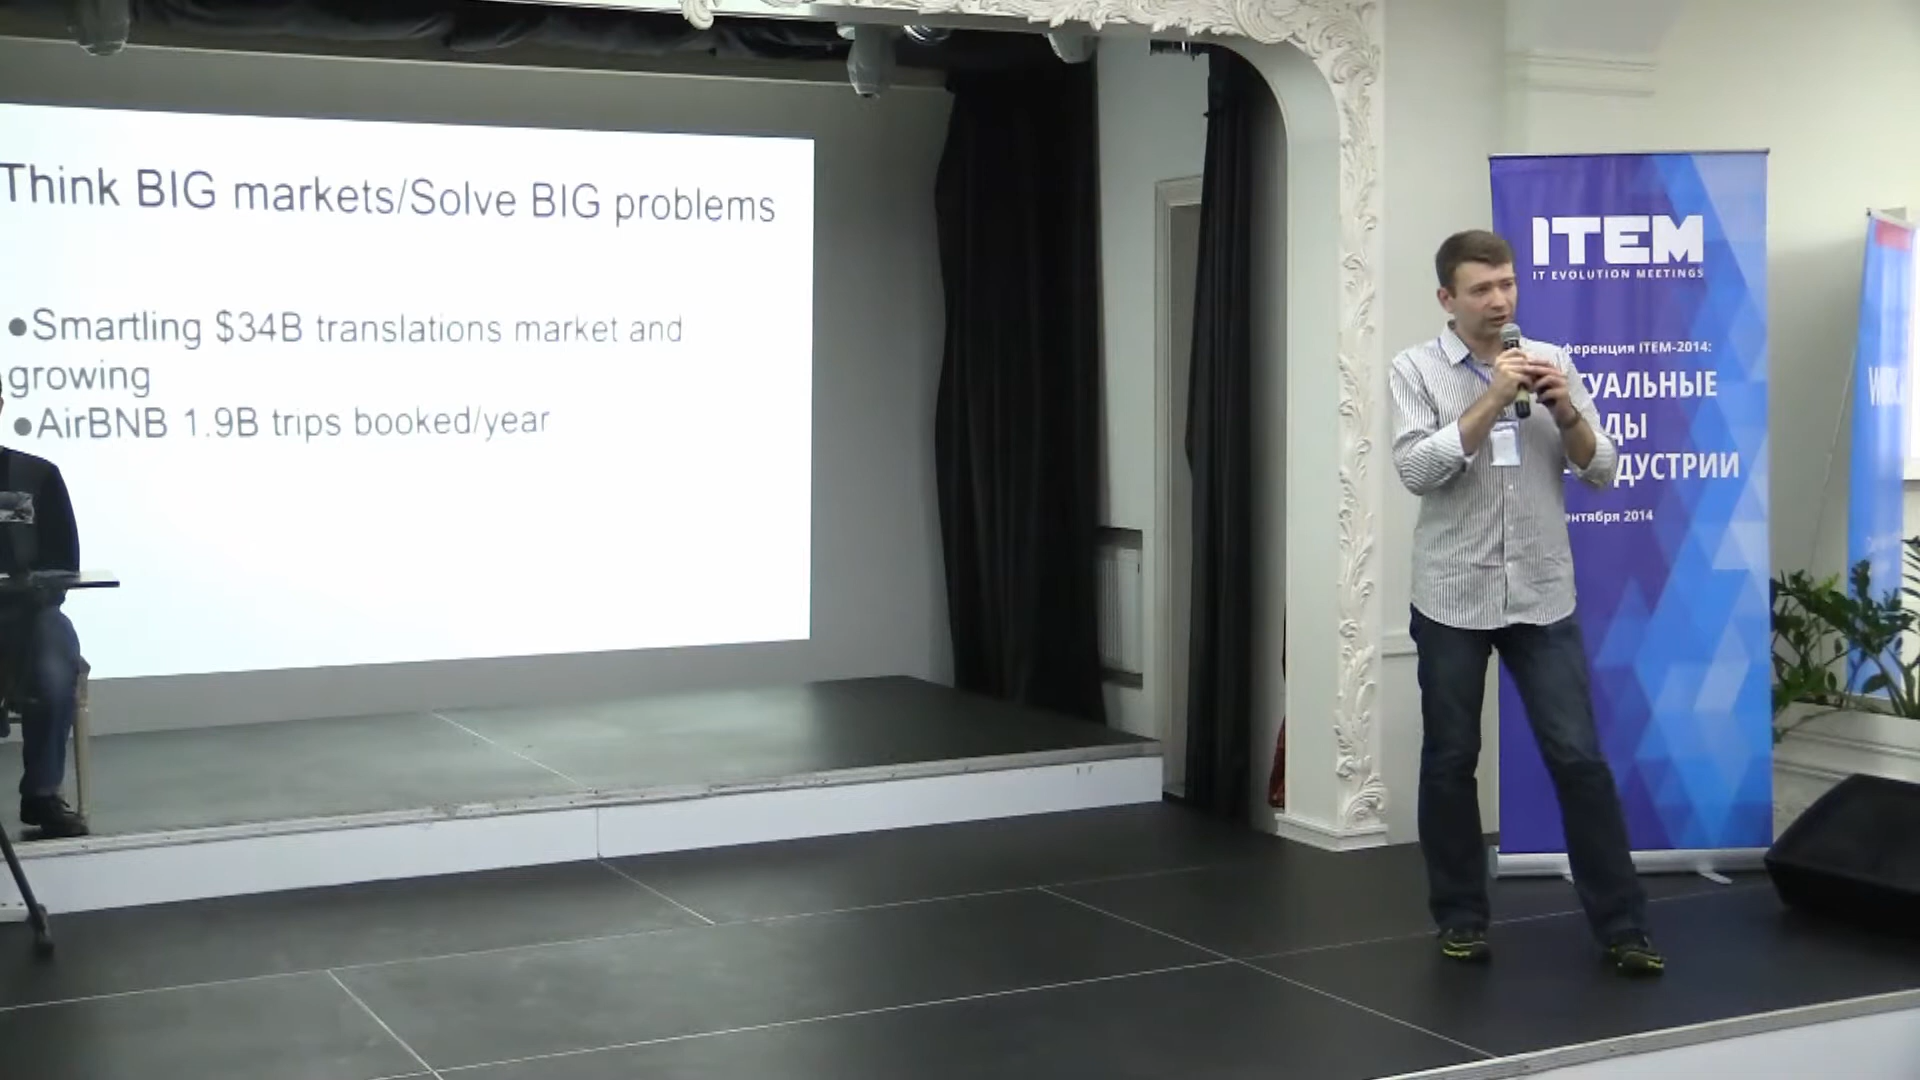 Think BIG markets/Solve BIG problems
●Smartling $34B translations market and
growing
●AirBNB 1.9B trips booked/year
ITEM
IT EVOLUTION MEETINGS
ференция ITEM-2014:
ТУАЛЬНЫЕ
ДЫ
ДУСТРИИ
ентября 2014